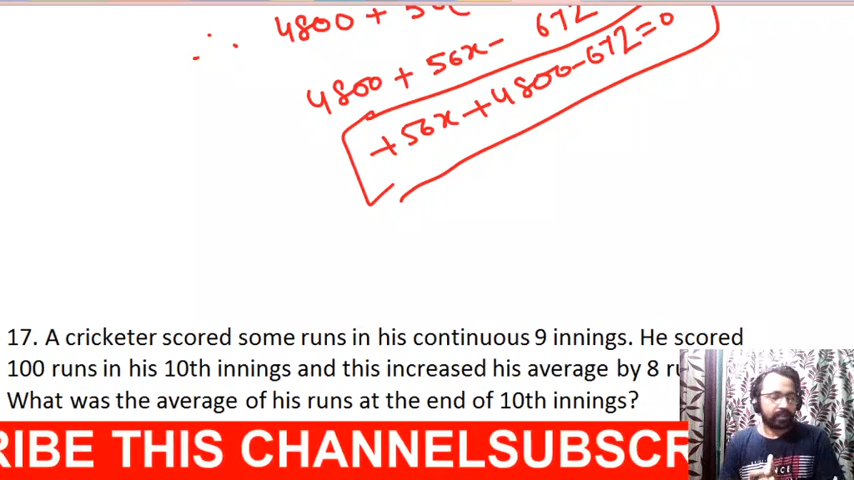 ∴ 4800 + 56
4800 + 56x - 672
+56x+4800-672=0
17. A cricketer scored some runs in his continuous 9 innings. He scored
100 runs in his 10th innings and this increased his average by 8 ru
What was the average of his runs at the end of 10th innings?
RIBE THIS CHANNELSUBSCR